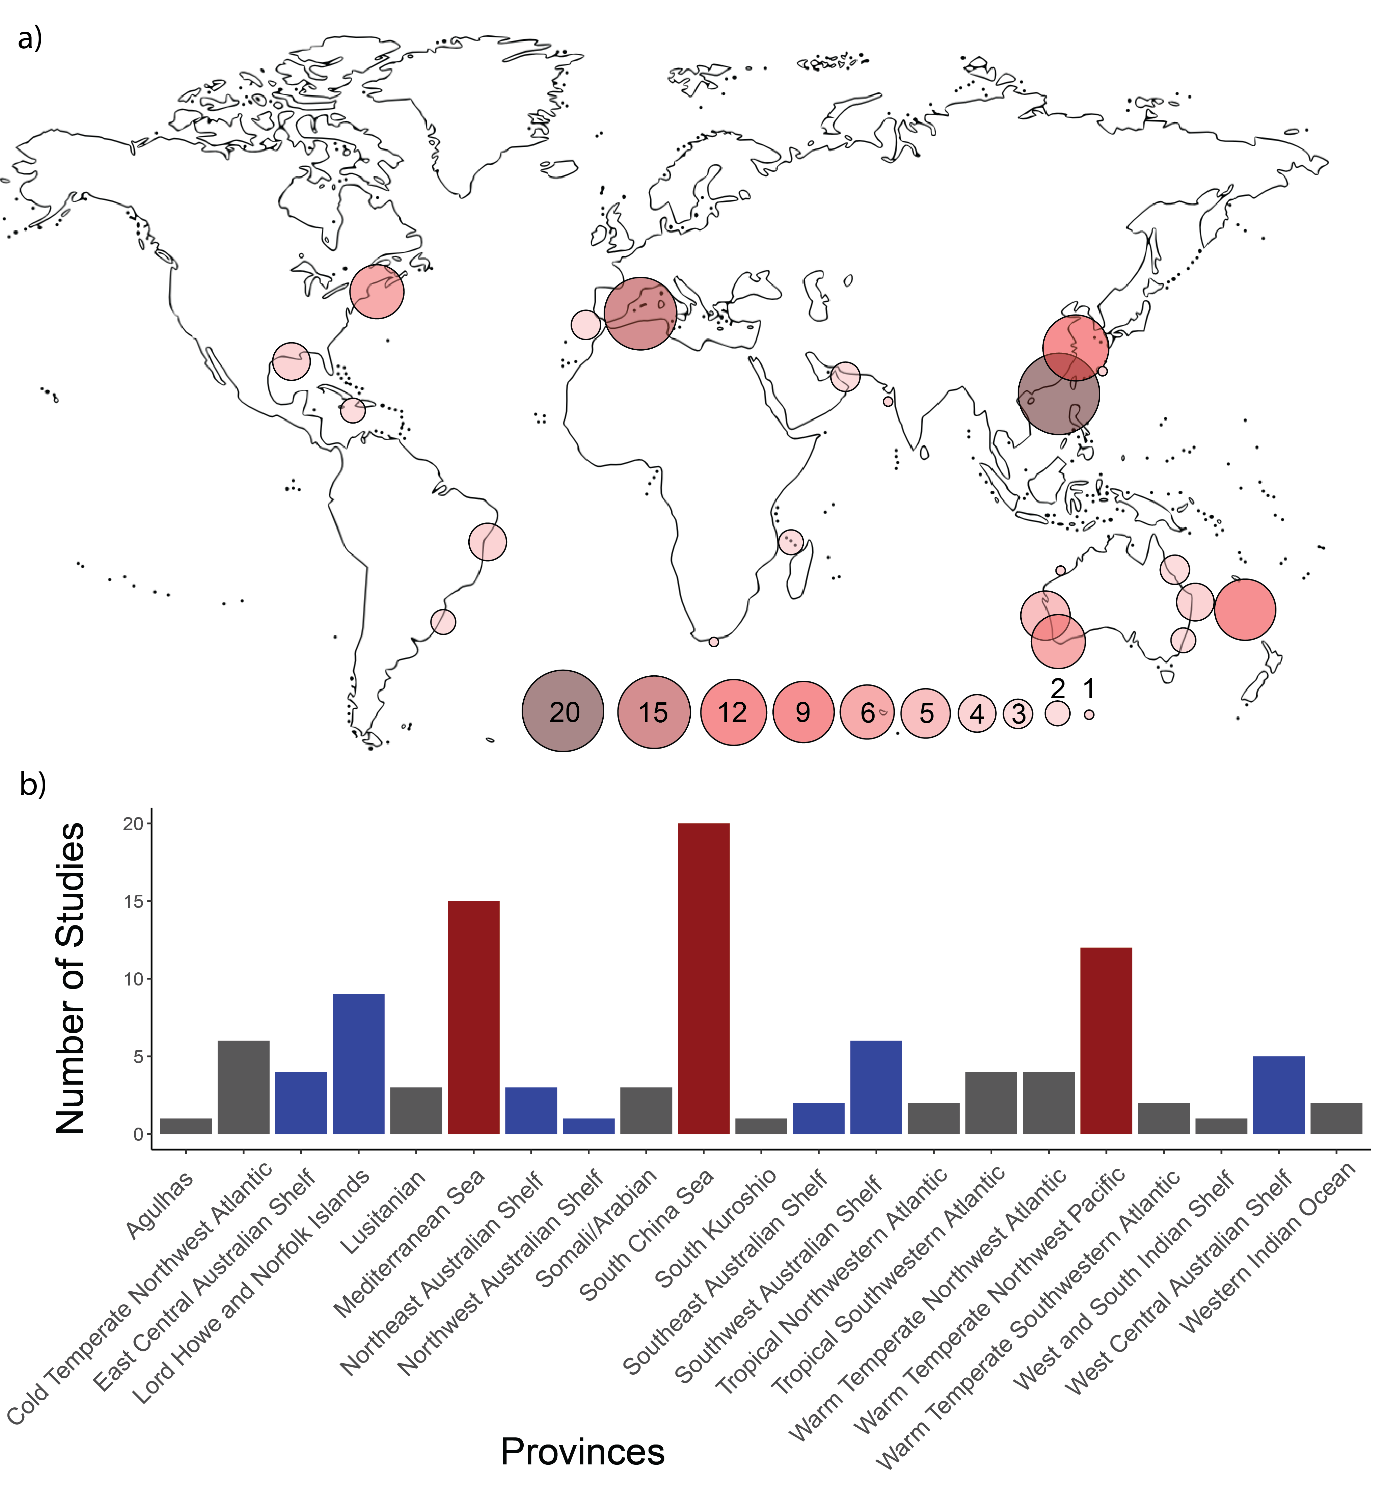 a)
2 1
20 15 12 9 6 5 4 3
b)
Number of Studies
20
15
10
5
0
Agulhas
Cold Temperate Northwest Atlantic
East Central Australian Shelf
Lord Howe and Norfolk Islands
Lusitanian
Mediterranean Sea
Northeast Australian Shelf
Northwest Australian Shelf
Somali/Arabian
South China Sea
South Kuroshio
Southeast Australian Shelf
Southwest Australian Shelf
Tropical Northwestern Atlantic
Tropical Southwestern Atlantic
Warm Temperate Northwest Atlantic
Warm Temperate Northwest Pacific
Warm Temperate Southwestern Atlantic
West and South Indian Shelf
West Central Australian Shelf
Western Indian Ocean
Provinces